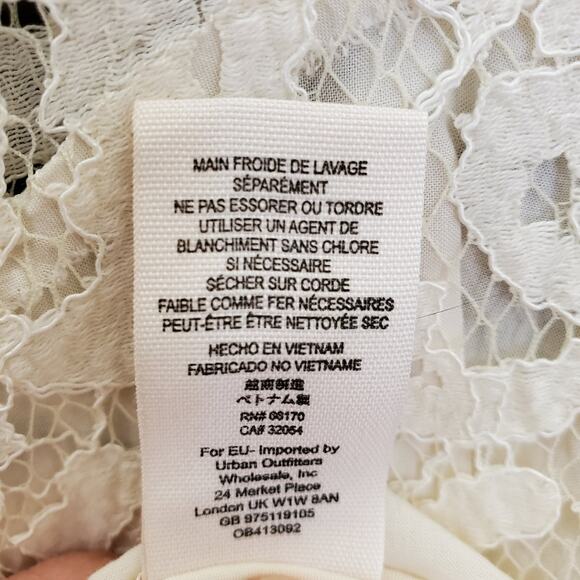 MAIN FROIDE DE LAVAGE
SÉPARÉMENT
NE PAS ESSORER OU TORDRE
UTILISER UN AGENT DE
BLANCHIMENT SANS CHLORE
SI NÉCESSAIRE
SÉCHER SUR CORDE
FAIBLE COMME FER NÉCESSAIRES
PEUT-ÊTRE ÊTRE NETTOYÉE SEC
HECHO EN VIETNAM
FABRICADO NO VIETNAME
越南製造
ベトナム製
RN# 66170
CA# 32054
For EU- Imported by
Urban Outfitters
Wholesale, Inc
24 Market Place
London UK W1W 8AN
GB 975119105
OB413092